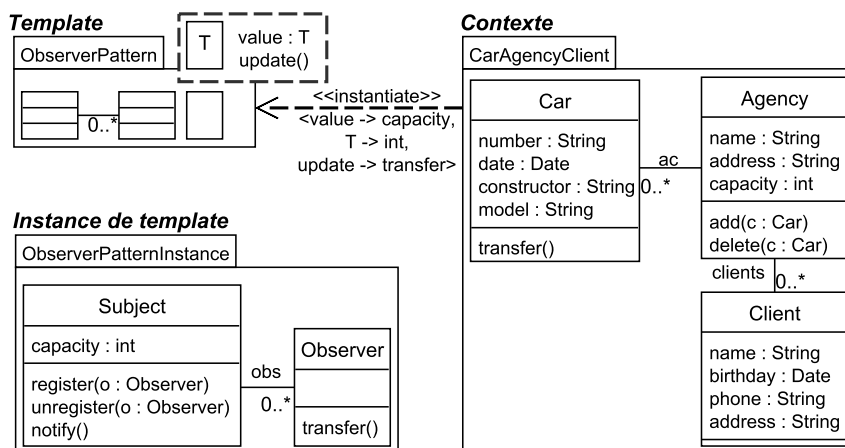 Template
ObserverPattern
T
value : T
update()
0..*
<<instantiate>>
<value -> capacity,
T -> int,
update -> transfer>
Instance de template
ObserverPatternInstance
Subject
capacity : int
register(o : Observer)
unregister(o : Observer)
notify()
obs
0..*
Observer
transfer()
Contexte
CarAgencyClient
Car
number : String
date : Date
constructor : String
model : String
transfer()
ac
0..*
Agency
name : String
address : String
capacity : int
add(c : Car)
delete(c : Car)
clients
0..*
Client
name : String
birthday : Date
phone : String
address : String